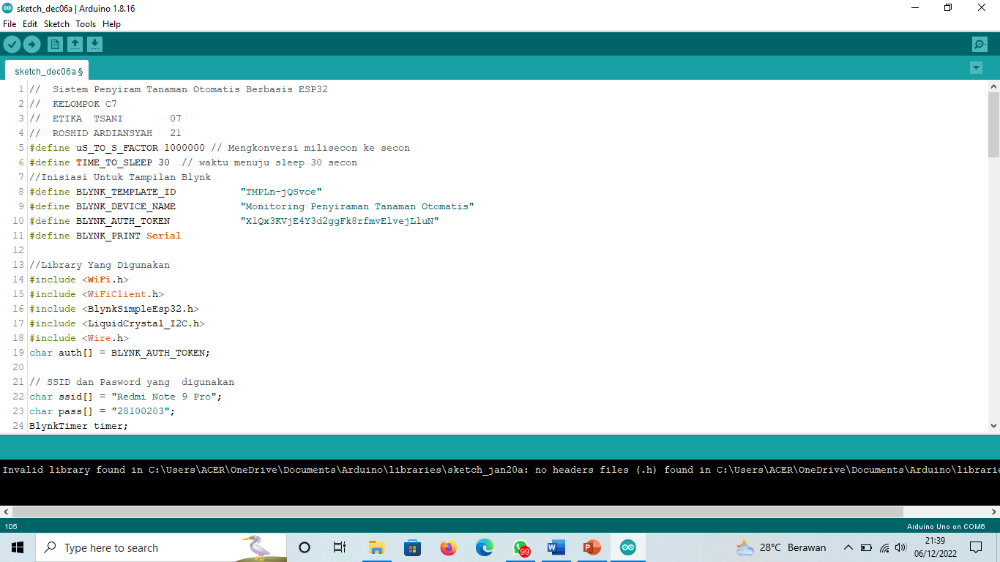 sketch_dec06a | Arduino 1.8.16
File Edit Sketch Tools Help
sketch_dec06a §
1 //  Sistem Penyiram Tanaman Otomatis Berbasis ESP32
2 //  KELOMPOK C7
3 //  ETIKA  TSANI        07
4 //  ROSHID ARDIANSYAH   21
5 #define uS_TO_S_FACTOR 1000000 // Mengkonversi milisecon ke secon
6 #define TIME_TO_SLEEP 30  // waktu menuju sleep 30 secon
7 //Inisiasi Untuk Tampilan Blynk
8 #define BLYNK_TEMPLATE_ID           "TMPLn-jQSvce"
9 #define BLYNK_DEVICE_NAME           "Monitoring Penyiraman Tanaman Otomatis"
10 #define BLYNK_AUTH_TOKEN            "XlQx3KVjE4Y3d2ggFk8rfmvElvejLluN"
11 #define BLYNK_PRINT Serial
12
13 //Library Yang Digunakan
14 #include <WiFi.h>
15 #include <WiFiClient.h>
16 #include <BlynkSimpleEsp32.h>
17 #include <LiquidCrystal_I2C.h>
18 #include <Wire.h>
19 char auth[] = BLYNK_AUTH_TOKEN;
20
21 // SSID dan Pasword yang  digunakan
22 char ssid[] = "Redmi Note 9 Pro";
23 char pass[] = "28100203";
24 BlynkTimer timer;
Invalid library found in C:\Users\ACER\OneDrive\Documents\Arduino\libraries\sketch_jan20a: no headers files (.h) found in C:\Users\ACER\OneDrive\Documents\Arduino\librarie
105
Arduino Uno on COM6
Type here to search
99
28°C Berawan
21:39
06/12/2022